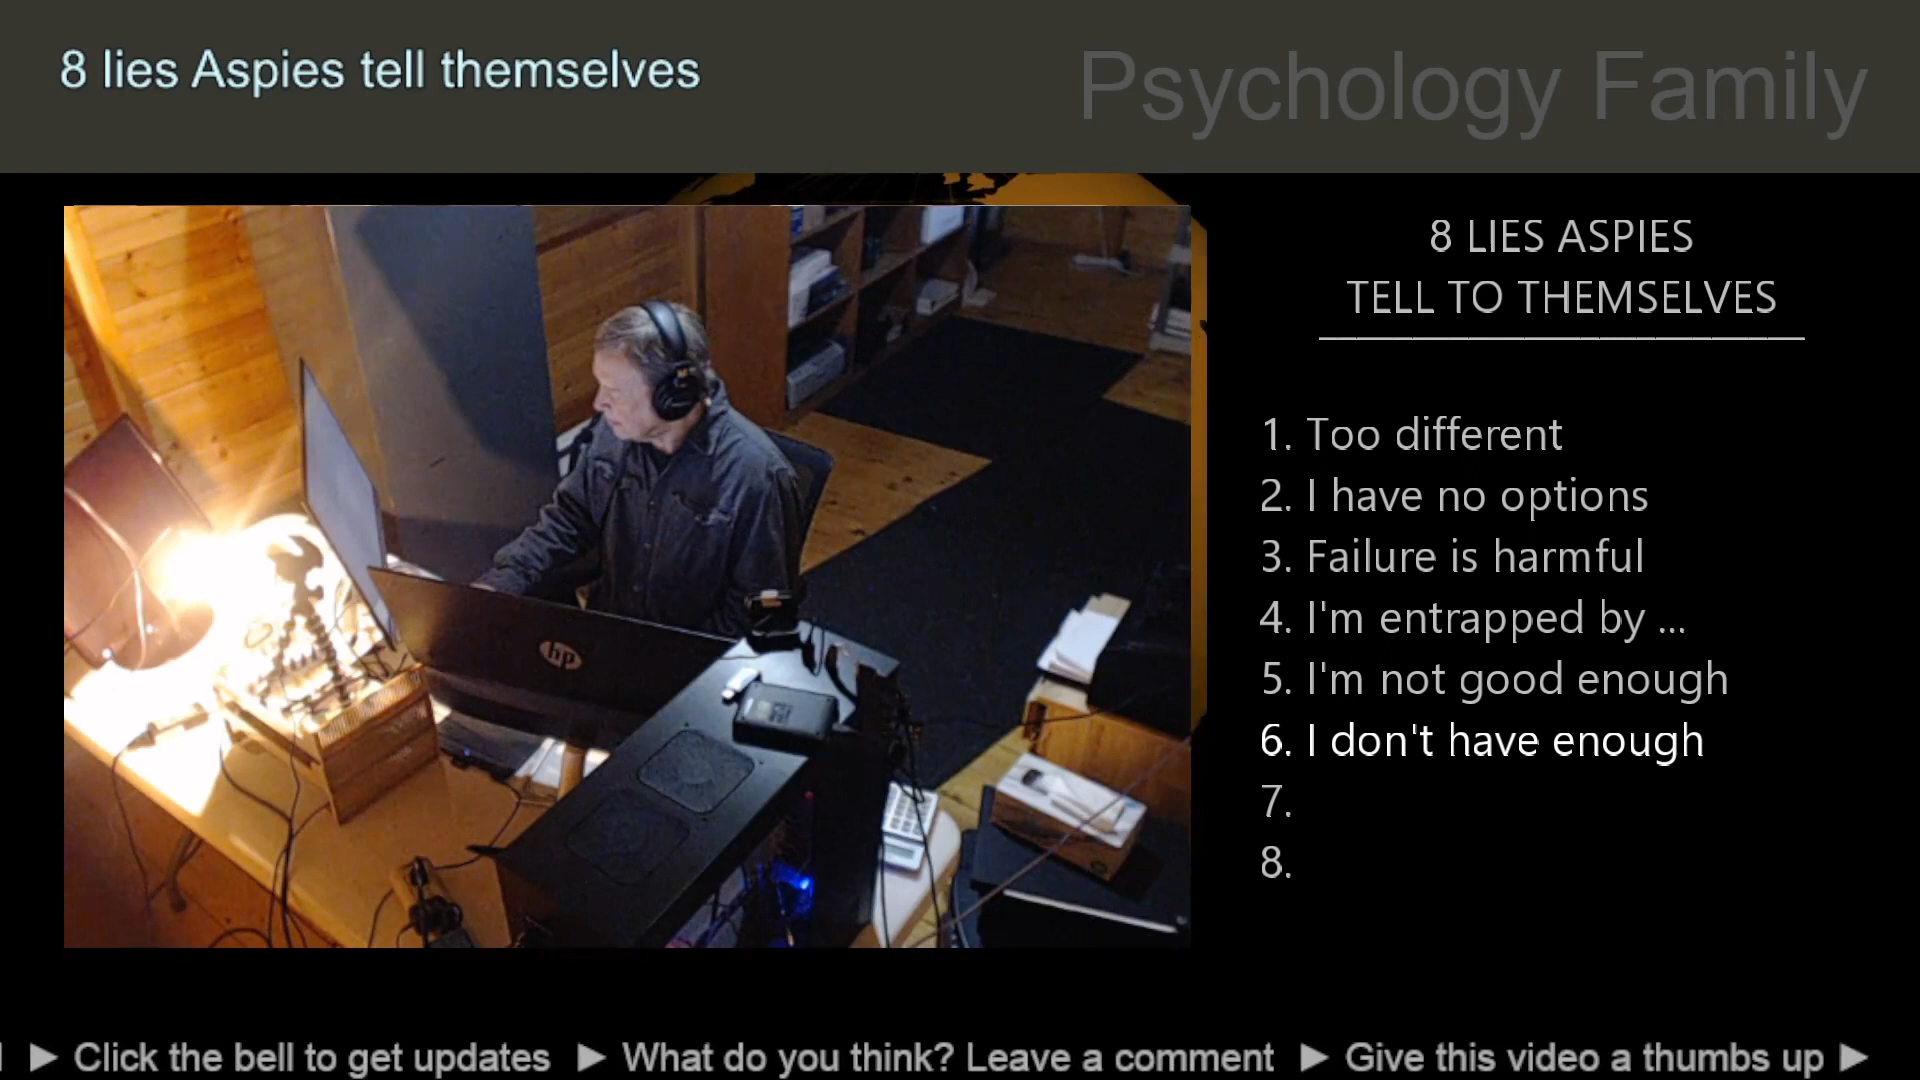 8 lies Aspies tell themselves
Psychology Family
8 LIES ASPIES
TELL TO THEMSELVES
1. Too different
2. I have no options
3. Failure is harmful
4. I'm entrapped by ...
5. I'm not good enough
6. I don't have enough
7.
8.
hp
► Click the bell to get updates ► What do you think? Leave a comment ► Give this video a thumbs up ►